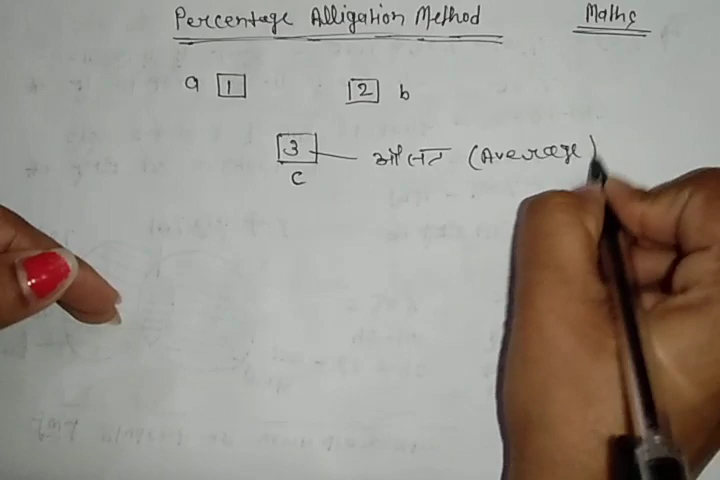 Percentage Alligation Method Maths
a 1 2 b
3 औसत (Average)
c